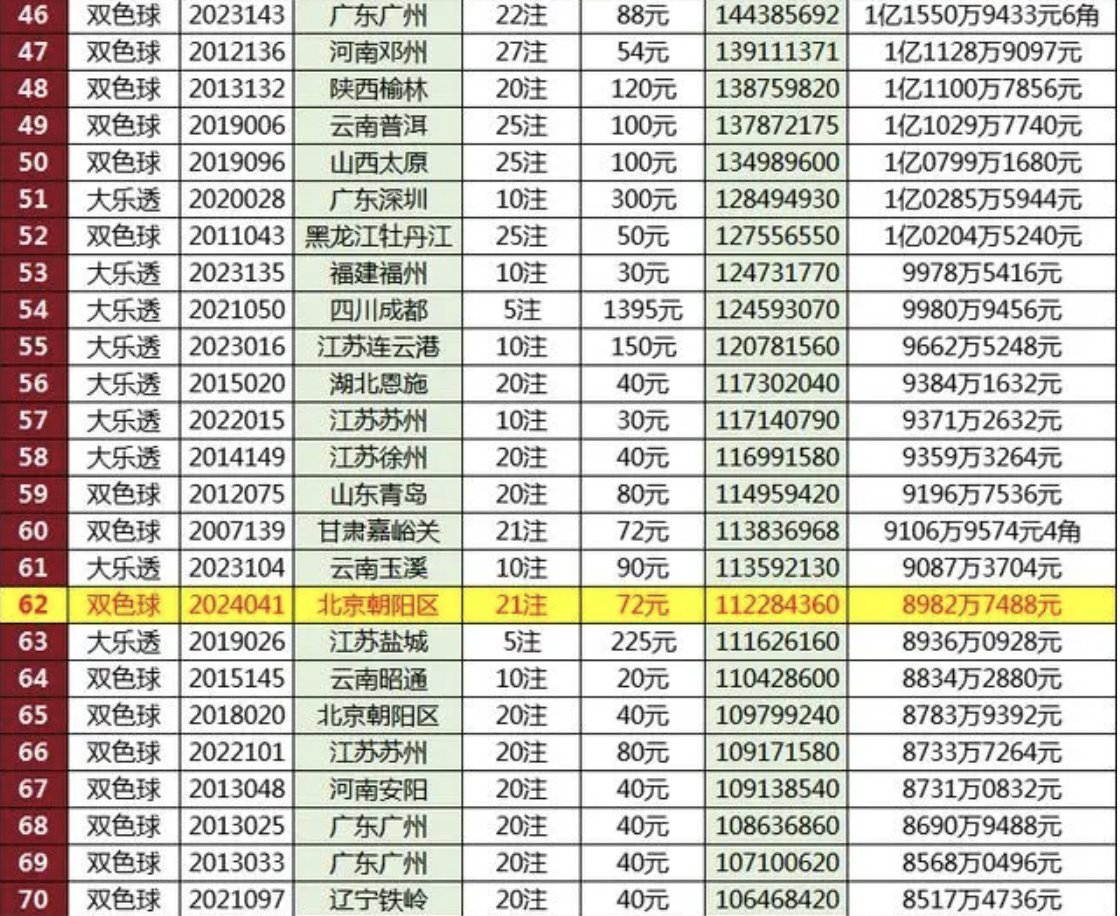 46 双色球 2023143 广东广州 22注 88元 144385692 1亿1550万9433元6角
47 双色球 2012136 河南邓州 27注 54元 139111371 1亿1128万9097元
48 双色球 2013132 陕西榆林 20注 120元 138759820 1亿1100万7856元
49 双色球 2019006 云南普洱 25注 100元 137872175 1亿1029万7740元
50 双色球 2019096 山西太原 25注 100元 134989600 1亿0799万1680元
51 大乐透 2020028 广东深圳 10注 300元 128494930 1亿0285万5944元
52 双色球 2011043 黑龙江牡丹江 25注 50元 127556550 1亿0204万5240元
53 大乐透 2023135 福建福州 10注 30元 124731770 9978万5416元
54 大乐透 2021050 四川成都 5注 1395元 124593070 9980万9456元
55 大乐透 2023016 江苏连云港 10注 150元 120781560 9662万5248元
56 大乐透 2015020 湖北恩施 20注 40元 117302040 9384万1632元
57 大乐透 2022015 江苏苏州 10注 30元 117140790 9371万2632元
58 大乐透 2014149 江苏徐州 20注 40元 116991580 9359万3264元
59 双色球 2012075 山东青岛 20注 80元 114959420 9196万7536元
60 双色球 2007139 甘肃嘉峪关 21注 72元 113836968 9106万9574元4角
61 大乐透 2023104 云南玉溪 10注 90元 113592130 9087万3704元
62 双色球 2024041 北京朝阳区 21注 72元 112284360 8982万7488元
63 大乐透 2019026 江苏盐城 5注 225元 111626160 8936万0928元
64 双色球 2015145 云南昭通 10注 20元 110428600 8834万2880元
65 双色球 2018020 北京朝阳区 20注 40元 109799240 8783万9392元
66 双色球 2022101 江苏苏州 20注 80元 109171580 8733万7264元
67 双色球 2013048 河南安阳 20注 40元 109138540 8731万0832元
68 双色球 2013025 广东广州 20注 40元 108636860 8690万9488元
69 双色球 2013033 广东广州 20注 40元 107100620 8568万0496元
70 双色球 2021097 辽宁铁岭 20注 40元 106468420 8517万4736元